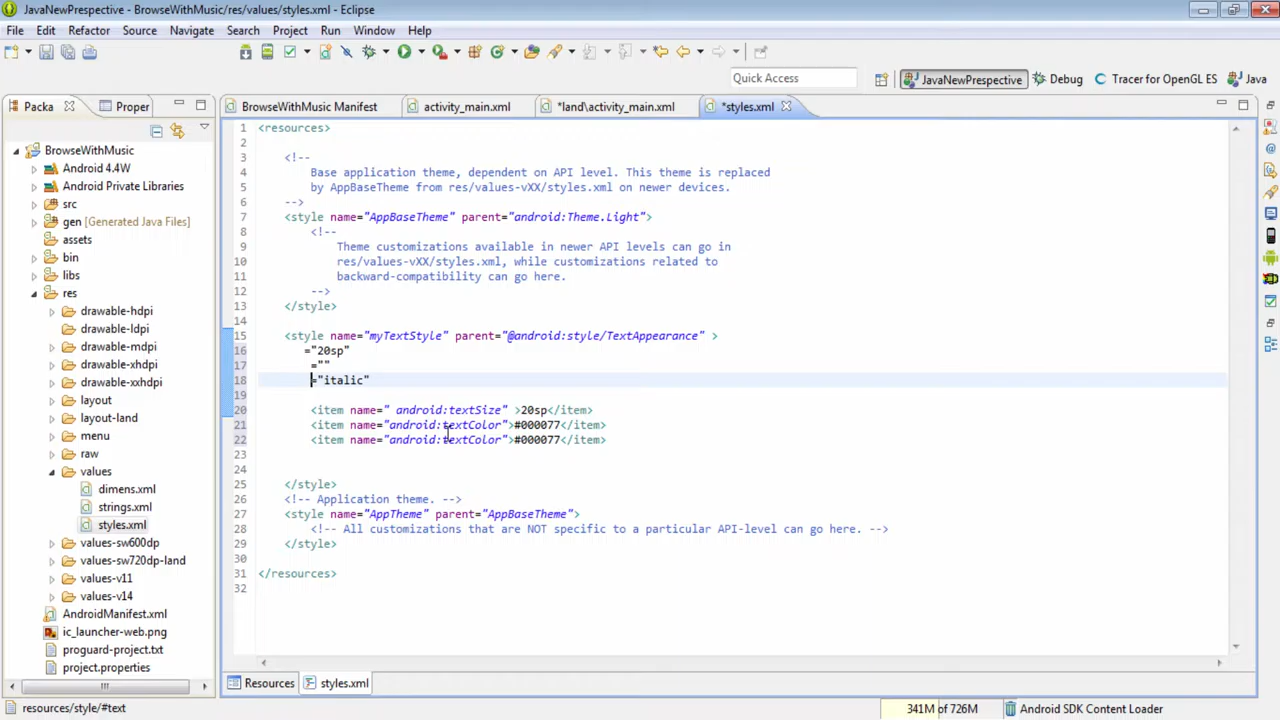 JavaNewPrespective - BrowseWithMusic/res/values/styles.xml - Eclipse
File Edit Refactor Source Navigate Search Project Run Window Help
Quick Access
JavaNewPrespective
Debug
Tracer for OpenGL ES
Java
Packa
Proper
BrowseWithMusic Manifest
activity_main.xml
*land\activity_main.xml
*styles.xml
BrowseWithMusic
Android 4.4W
Android Private Libraries
src
gen [Generated Java Files]
assets
bin
libs
res
drawable-hdpi
drawable-ldpi
drawable-mdpi
drawable-xhdpi
drawable-xxhdpi
layout
layout-land
menu
raw
values
dimens.xml
strings.xml
styles.xml
values-sw600dp
values-sw720dp-land
values-v11
values-v14
AndroidManifest.xml
ic_launcher-web.png
proguard-project.txt
project.properties
1 <resources>
2
3 <!--
4 Base application theme, dependent on API level. This theme is replaced
5 by AppBaseTheme from res/values-vXX/styles.xml on newer devices.
6 -->
7 <style name="AppBaseTheme" parent="android:Theme.Light">
8 <!--
9 Theme customizations available in newer API levels can go in
10 res/values-vXX/styles.xml, while customizations related to
11 backward-compatibility can go here.
12 -->
13 </style>
14
15 <style name="myTextStyle" parent="@android:style/TextAppearance" >
16 ="20sp"
17 =""
18 ="italic"
19
20 <item name=" android:textSize" >20sp</item>
21 <item name="android:textColor">#000077</item>
22 <item name="android:textColor">#000077</item>
23
24
25 </style>
26 <!-- Application theme. -->
27 <style name="AppTheme" parent="AppBaseTheme">
28 <!-- All customizations that are NOT specific to a particular API-level can go here. -->
29 </style>
30
31 </resources>
32
Resources
styles.xml
resources/style/#text
341M of 726M
Android SDK Content Loader